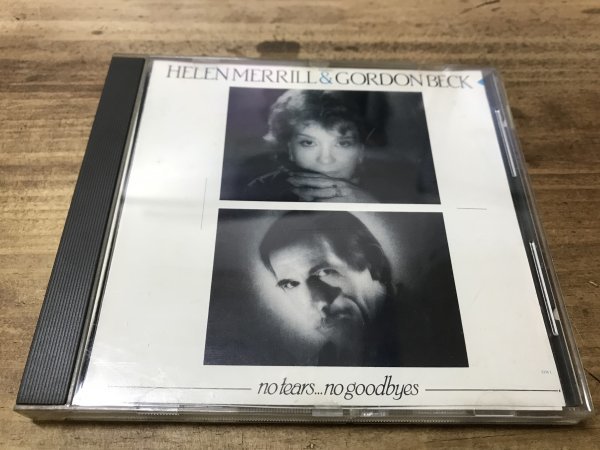 HELEN MERRILL & GORDON BECK
no tears...no goodbyes